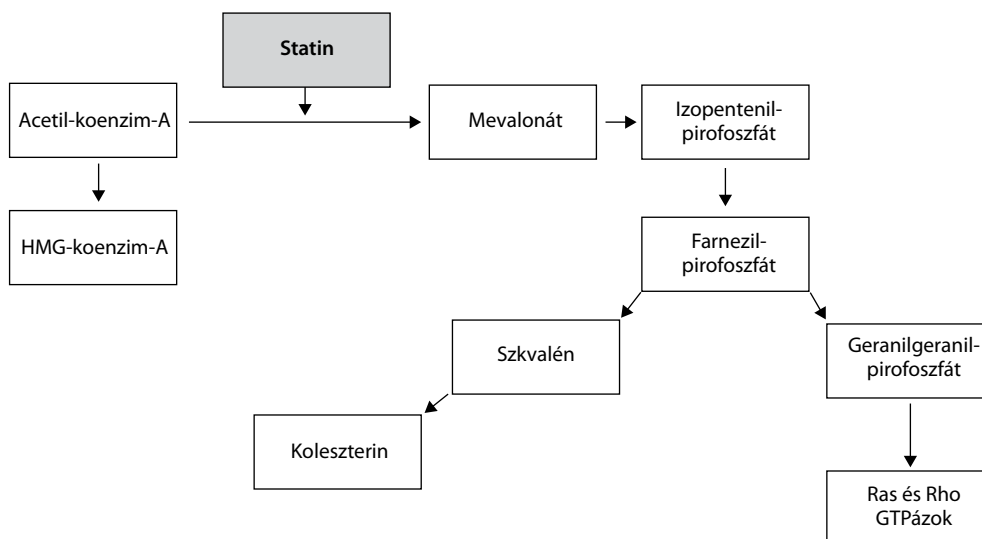 Statin
Acetil-koenzim-A
Mevalonát
Izopentenil-
pirofoszfát
HMG-koenzim-A
Farnezil-
pirofoszfát
Szkvalén
Geranilgeranil-
pirofoszfát
Koleszterin
Ras és Rho
GTPázok